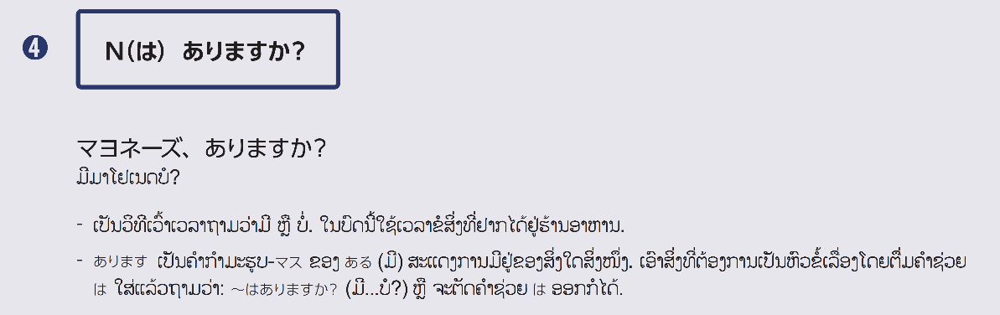 4
N(は) ありますか?
マヨネーズ、ありますか?
ມີມາໂຢເນດບໍ?
- ເປັນວິທີເວົ້າເວລາຖາມວ່າມີ ຫຼື ບໍ່. ໃນບົດນີ້ໃຊ້ເວລາຂໍສິ່ງທີ່ຢາກໄດ້ຢູ່ຮ້ານອາຫານ.
- あります ເປັນຄຳກຳມະຮູບ-マス ຂອງ ある (ມີ) ສະແດງການມີຢູ່ຂອງສິ່ງໃດສິ່ງໜຶ່ງ. ເອົາສິ່ງທີ່ຕ້ອງການເປັນຫົວຂໍ້ເລື່ອງໂດຍຕື່ມຄຳຊ່ວຍ
は ໃສ່ແລ້ວຖາມວ່າ: ～はありますか? (ມີ...ບໍ?) ຫຼື ຈະຕັດຄຳຊ່ວຍ は ອອກກໍໄດ້.